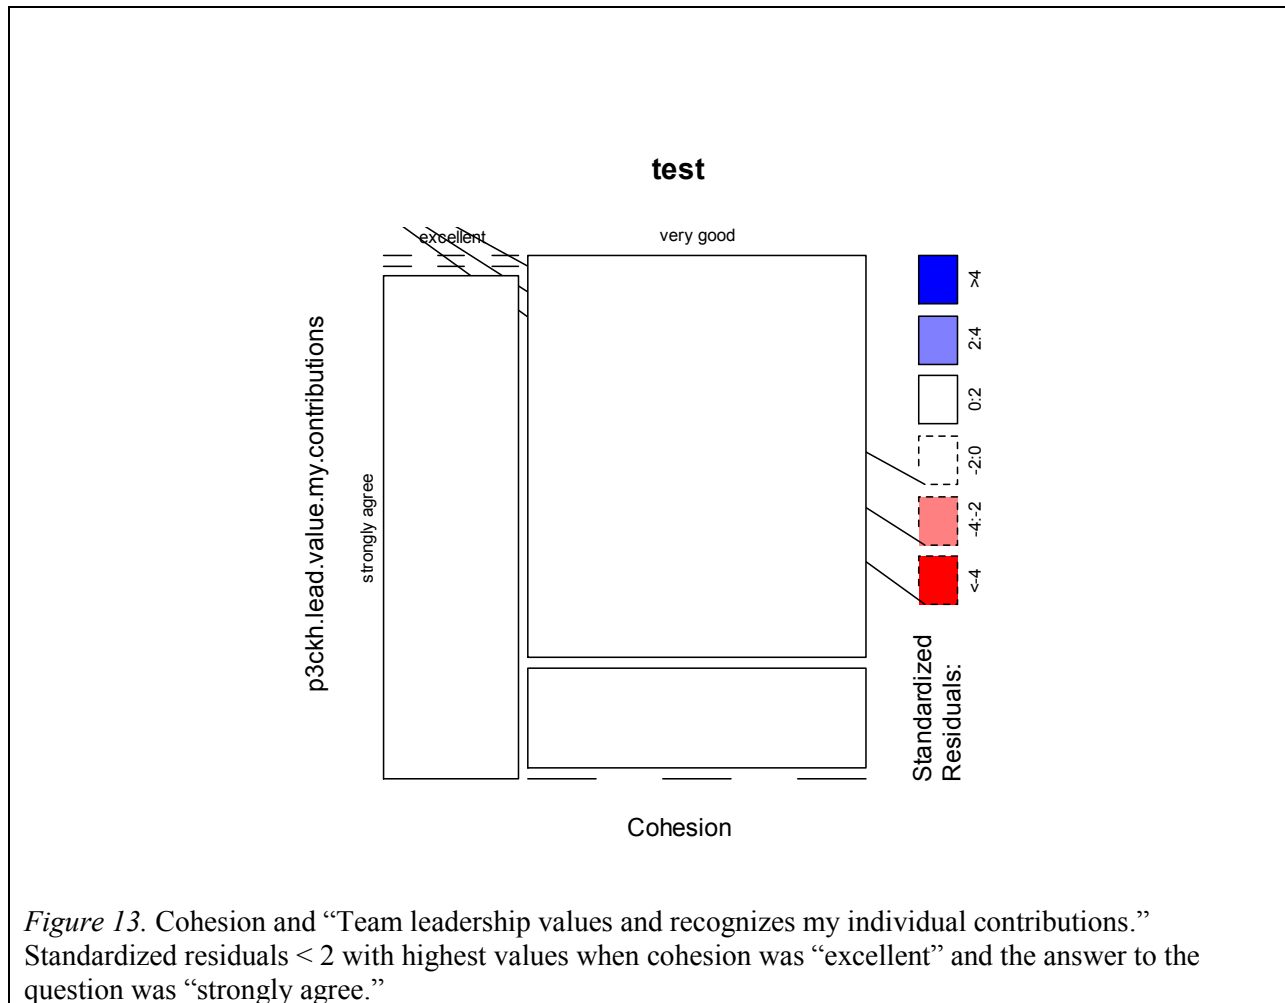 test
excellent
very good
p3ckh.lead.value.my.contributions
strongly agree
>4
2:4
0:2
-2:0
-4:-2
<-4
Standardized
Residuals:
Cohesion
Figure 13. Cohesion and “Team leadership values and recognizes my individual contributions.”
Standardized residuals < 2 with highest values when cohesion was “excellent” and the answer to the
question was “strongly agree.”